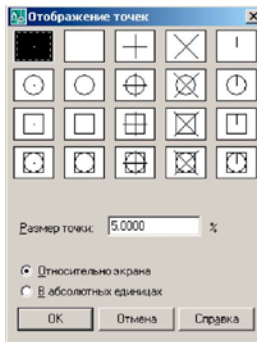 Отображение точек
Размер точки: 5.0000 %
Относительно экрана
В абсолютных единицах
OK Отмена Справка